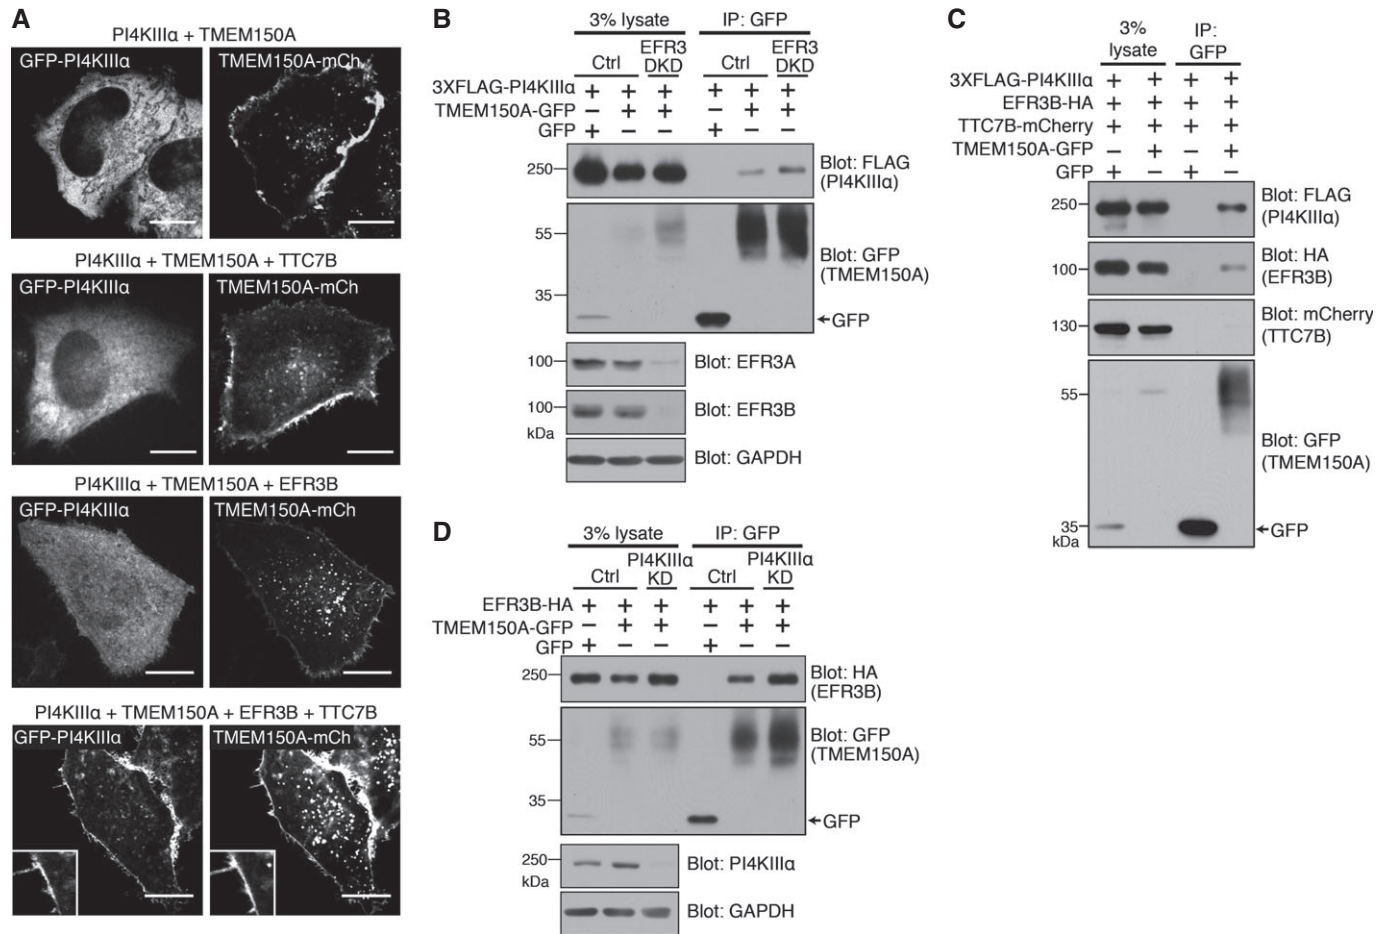 A
PI4KIIIα + TMEM150A
GFP-PI4KIIIα TMEM150A-mCh
PI4KIIIα + TMEM150A + TTC7B
GFP-PI4KIIIα TMEM150A-mCh
PI4KIIIα + TMEM150A + EFR3B
GFP-PI4KIIIα TMEM150A-mCh
PI4KIIIα + TMEM150A + EFR3B + TTC7B
GFP-PI4KIIIα TMEM150A-mCh
B
3% lysate IP: GFP
Ctrl EFR3 DKD Ctrl EFR3 DKD
3XFLAG-PI4KIIIα + + + + + +
TMEM150A-GFP – + + – + +
GFP + – – + – –
250 Blot: FLAG
(PI4KIIIα)
55 Blot: GFP
(TMEM150A)
35
←GFP
100 Blot: EFR3A
100 Blot: EFR3B
kDa
Blot: GAPDH
C
3% lysate IP: GFP
3XFLAG-PI4KIIIα + + + +
EFR3B-HA + + + +
TTC7B-mCherry + + + +
TMEM150A-GFP – + – +
GFP + – + –
250 Blot: FLAG
(PI4KIIIα)
100 Blot: HA
(EFR3B)
130 Blot: mCherry
(TTC7B)
55
Blot: GFP
(TMEM150A)
35 ←GFP
kDa
D
3% lysate IP: GFP
Ctrl PI4KIIIα KD Ctrl PI4KIIIα KD
EFR3B-HA + + + + + +
TMEM150A-GFP – + + – + +
GFP + – – + – –
250 Blot: HA
(EFR3B)
55 Blot: GFP
(TMEM150A)
35
←GFP
250 Blot: PI4KIIIα
kDa
Blot: GAPDH